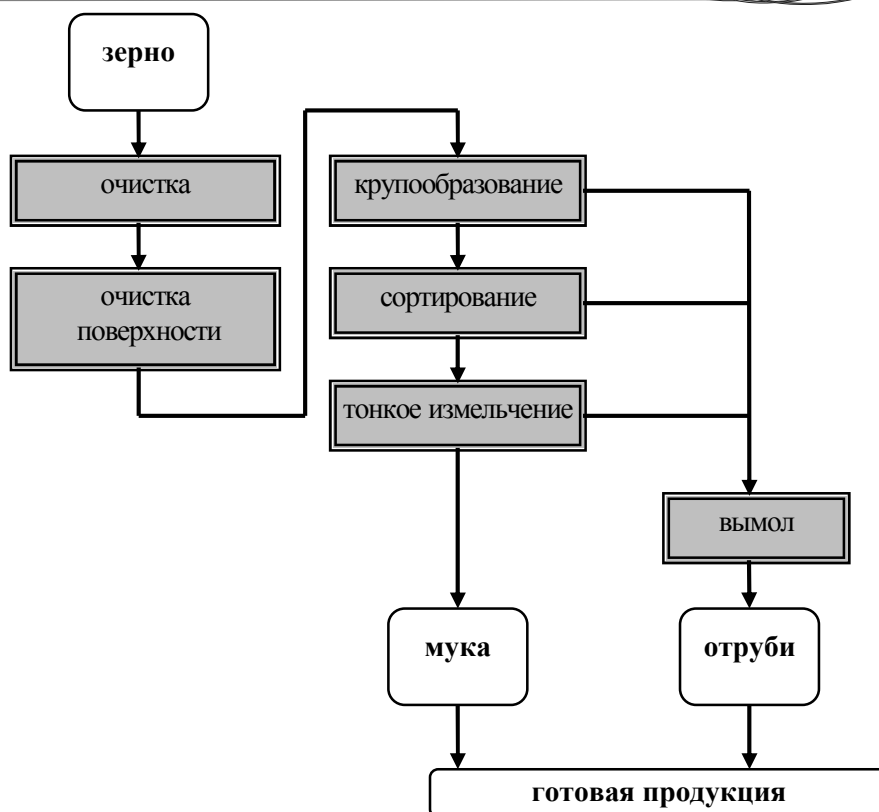 зерно
очистка
очистка
поверхности
крупообразование
сортирование
тонкое измельчение
вымол
мука
отруби
готовая продукция